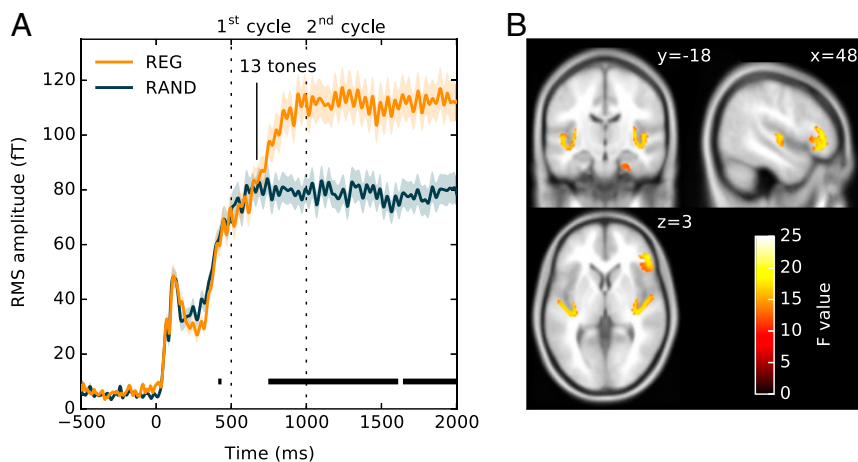 A
1st cycle 2nd cycle
REG
RAND
13 tones
RMS amplitude (fT)
120
100
80
60
40
20
0
−500 0 500 1000 1500 2000
Time (ms)
B
y=-18
x=48
z=3
25
20
15
10
5
0
F value